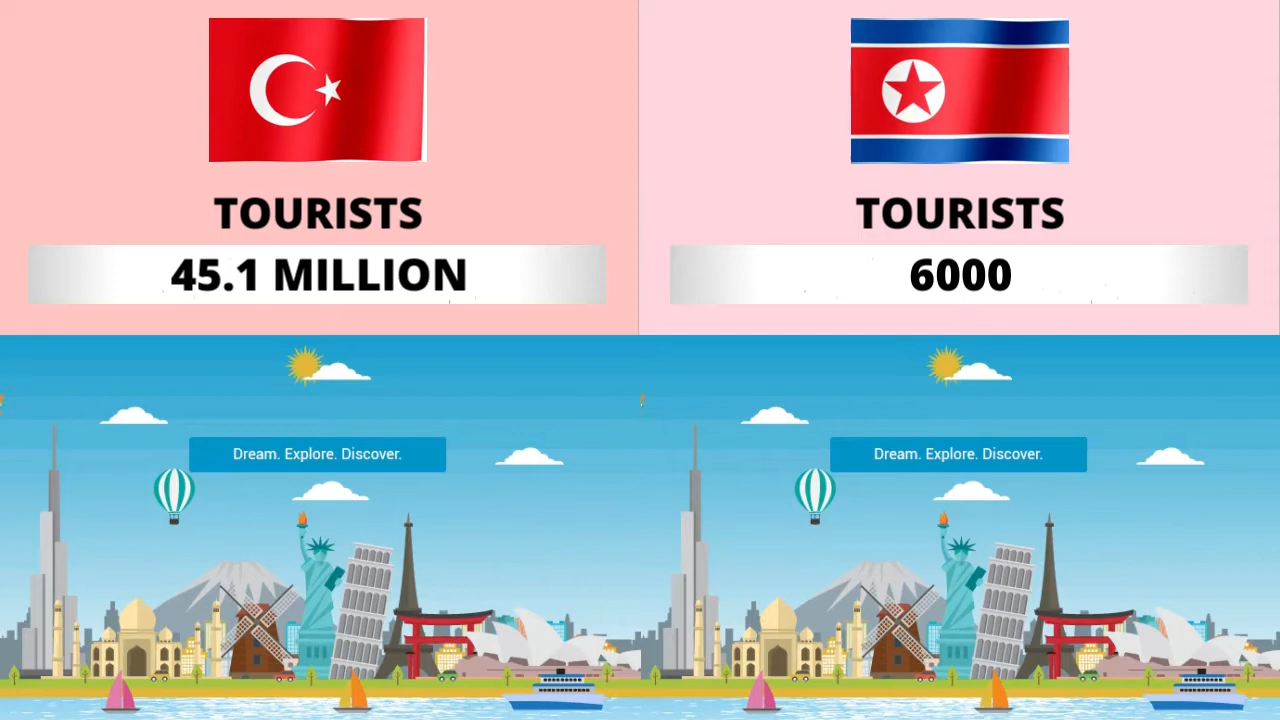 TOURISTS
45.1 MILLION
Dream. Explore. Discover.
TOURISTS
6000
Dream. Explore. Discover.